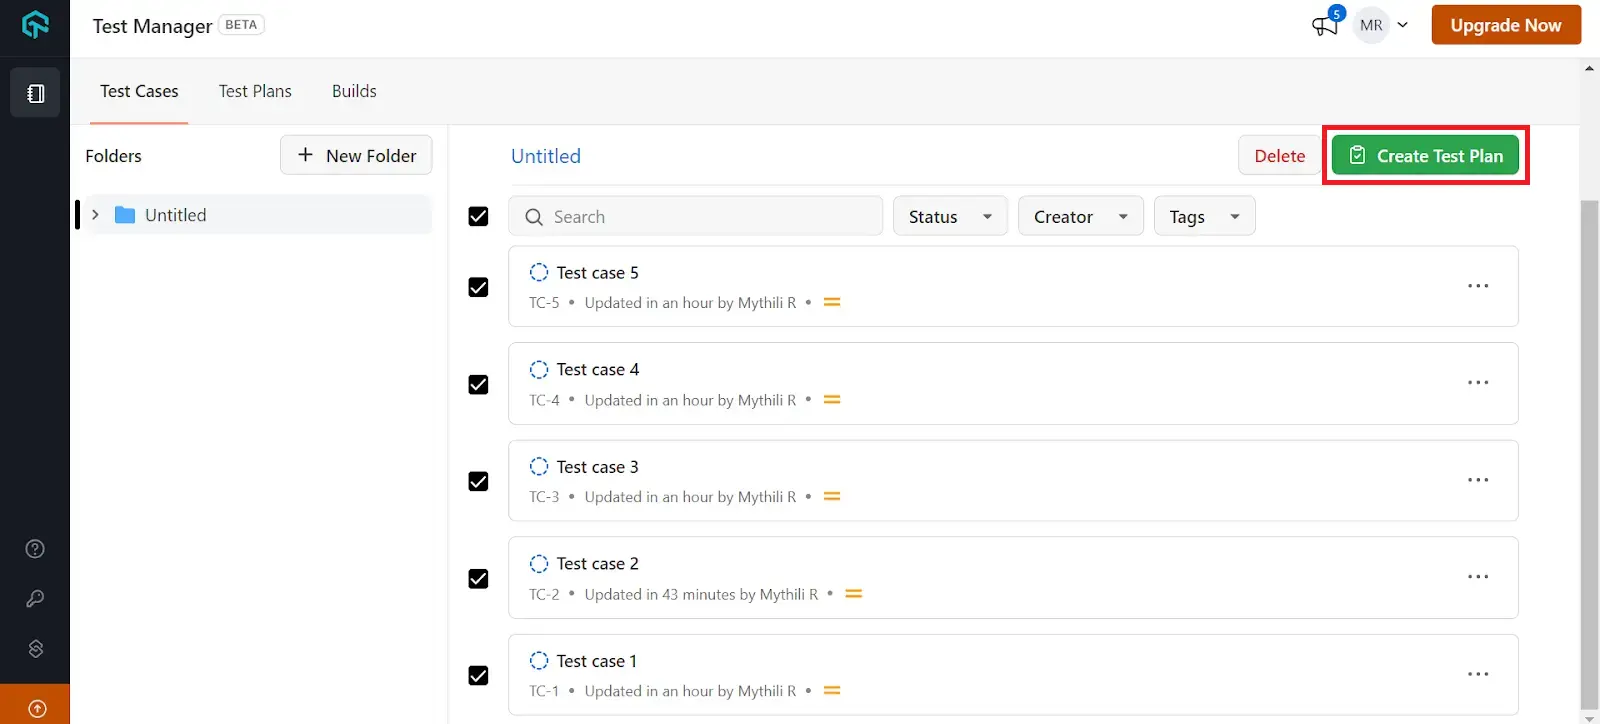 Test Manager BETA
5
MR
Upgrade Now
Test Cases Test Plans Builds
Folders
New Folder
Untitled
Untitled
Delete
Create Test Plan
Search
Status
Creator
Tags
Test case 5
TC-5 • Updated in an hour by Mythili R •
Test case 4
TC-4 • Updated in an hour by Mythili R •
Test case 3
TC-3 • Updated in an hour by Mythili R •
Test case 2
TC-2 • Updated in 43 minutes by Mythili R •
Test case 1
TC-1 • Updated in an hour by Mythili R •